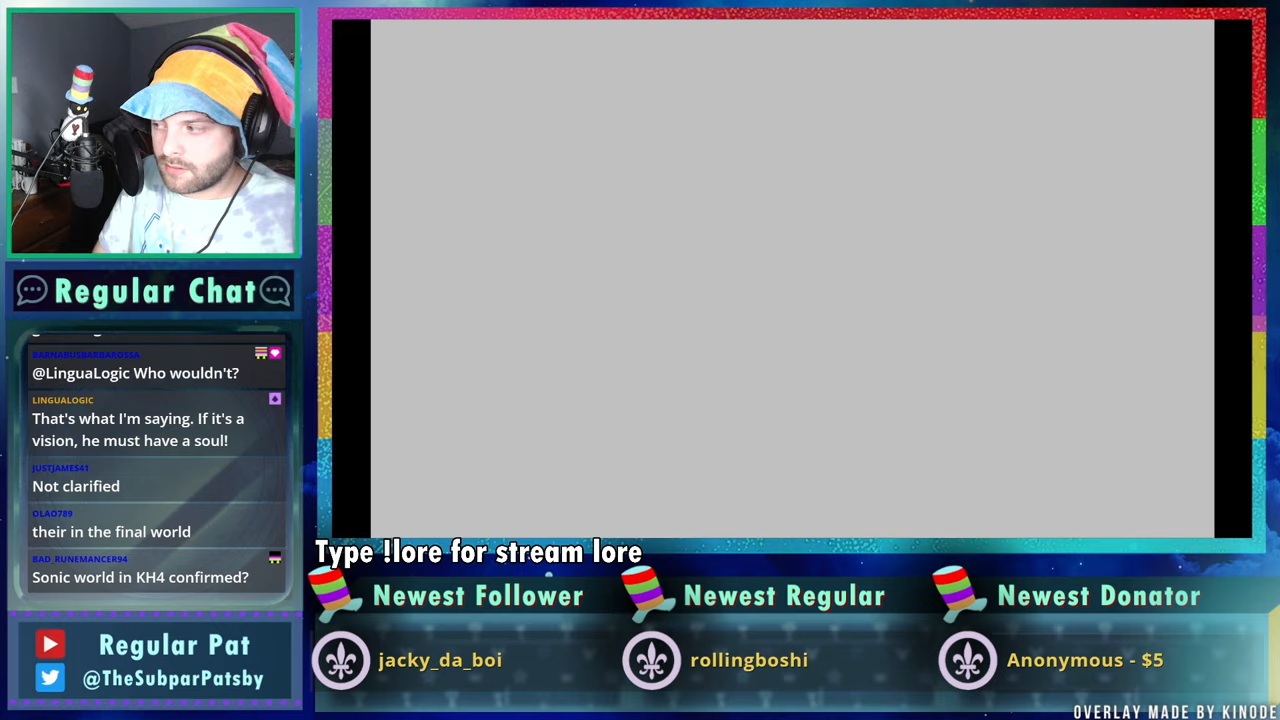 Regular Chat
BARNABUSBARBAROSSA
@LinguaLogic Who wouldn't?
LINGUALOGIC
That's what I'm saying. If it's a
vision, he must have a soul!
JUSTJAMES41
Not clarified
OLAO789
their in the final world
BAD_RUNEMANCER94
Sonic world in KH4 confirmed?
Regular Pat
@TheSubparPatsby
Type !lore for stream lore
Newest Follower
jacky_da_boi
Newest Regular
rollingboshi
Newest Donator
Anonymous - $5
OVERLAY MADE BY KINODE